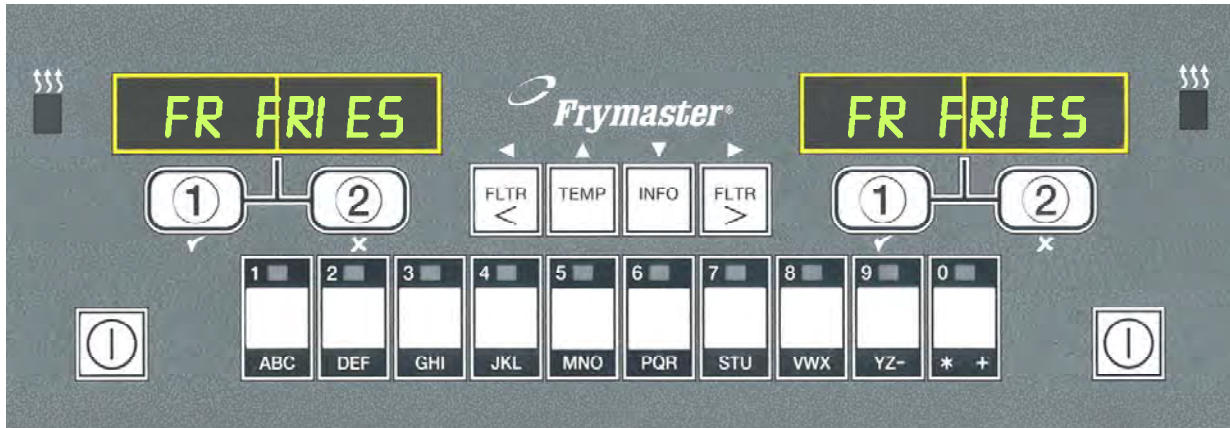 FR FRIES
Frymaster®
FR FRIES
1 2
FLTR <
TEMP
INFO
FLTR >
1 2
✓ ×
✓ ×
1 2 3 4 5 6 7 8 9 0
ABC DEF GHI JKL MNO PQR STU VWX YZ- * +